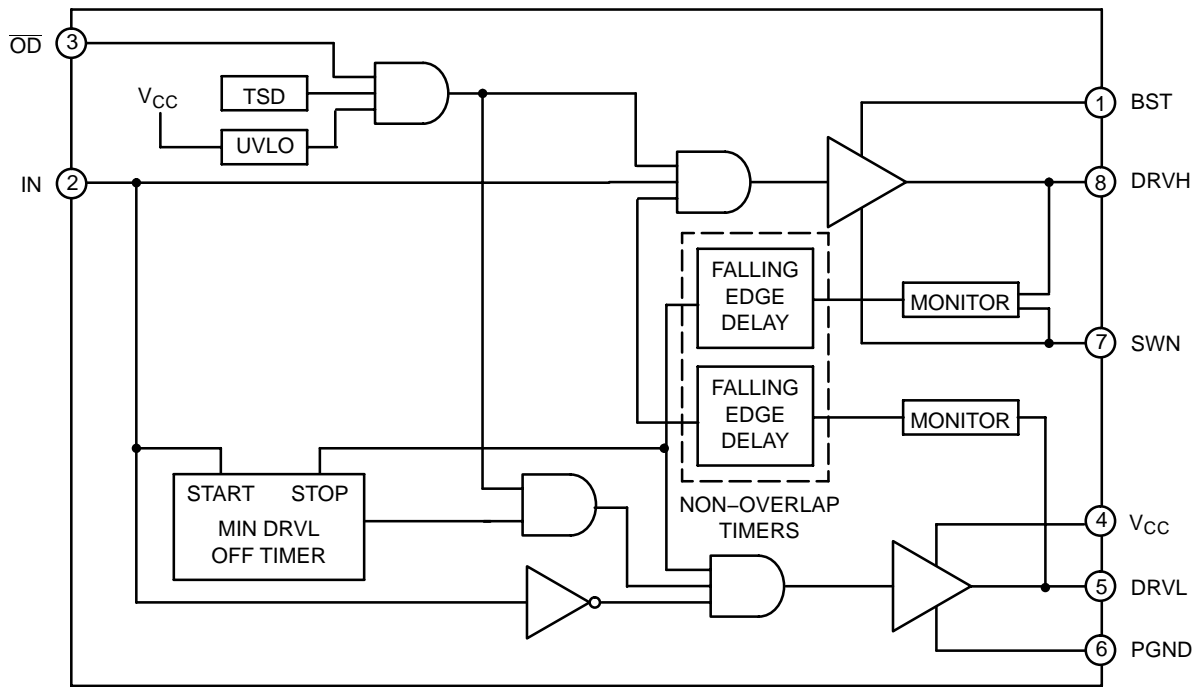 OD 3
TSD
VCC
UVLO
1 BST
IN 2
8 DRVH
FALLING
EDGE
DELAY
MONITOR
7 SWN
FALLING
EDGE
DELAY
MONITOR
START STOP
MIN DRVL
OFF TIMER
NON–OVERLAP
TIMERS
4 VCC
5 DRVL
6 PGND